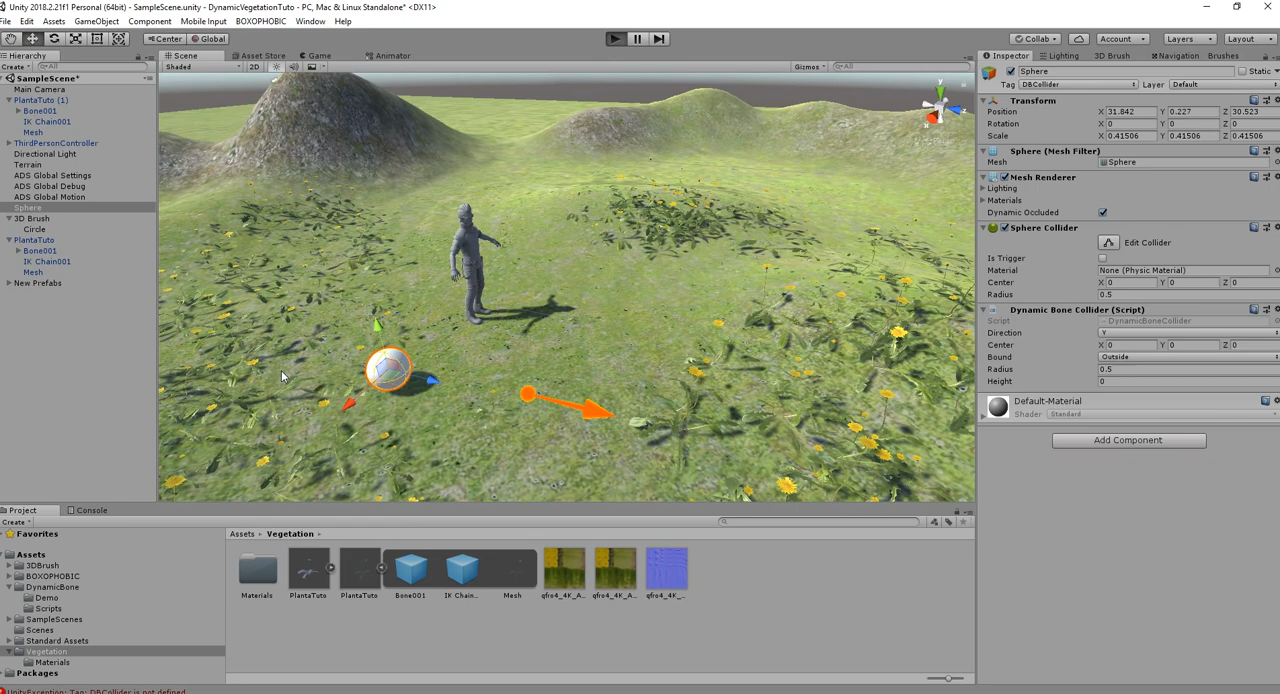 Unity 2018.2.21f1 Personal (64bit) - SampleScene.unity - DynamicVegetationTuto - PC, Mac & Linux Standalone* <DX11>
File Edit Assets GameObject Component Mobile Input BOXOPHOBIC Window Help
Center Global Collab Account Layers Layout
Hierarchy
Create All
SampleScene*
Main Camera
PlantaTuto (1)
Bone001
IK Chain001
Mesh
ThirdPersonController
Directional Light
Terrain
ADS Global Settings
ADS Global Debug
ADS Global Motion
Sphere
3D Brush
Circle
PlantaTuto
Bone001
IK Chain001
Mesh
New Prefabs
Scene Asset Store Game Animator
Shaded 2D Gizmos All
y
x
Inspector Lighting 3D Brush Navigation Brushes
Sphere Static
Tag DBCollider Layer Default
Transform
Position X 31.842 Y 0.227 Z 30.523
Rotation X 0 Y 0 Z 0
Scale X 0.41506 Y 0.41506 Z 0.41506
Sphere (Mesh Filter)
Mesh Sphere
Mesh Renderer
Lighting
Materials
Dynamic Occluded
Sphere Collider
Edit Collider
Is Trigger
Material None (Physic Material)
Center X 0 Y 0 Z 0
Radius 0.5
Dynamic Bone Collider (Script)
Script DynamicBoneCollider
Direction Y
Center X 0 Y 0 Z 0
Bound Outside
Radius 0.5
Height 0
Default-Material
Shader Standard
Add Component
Project Console
Create
Favorites
Assets
3DBrush
BOXOPHOBIC
DynamicBone
Demo
Scripts
SampleScenes
Scenes
Standard Assets
Vegetation
Materials
Packages
Assets Vegetation
Materials PlantaTuto PlantaTuto Bone001 IK Chain... Mesh qfro4_4K_A... qfro4_4K_A... qfro4_4K_...
UnityException: Tag: DBCollider is not defined